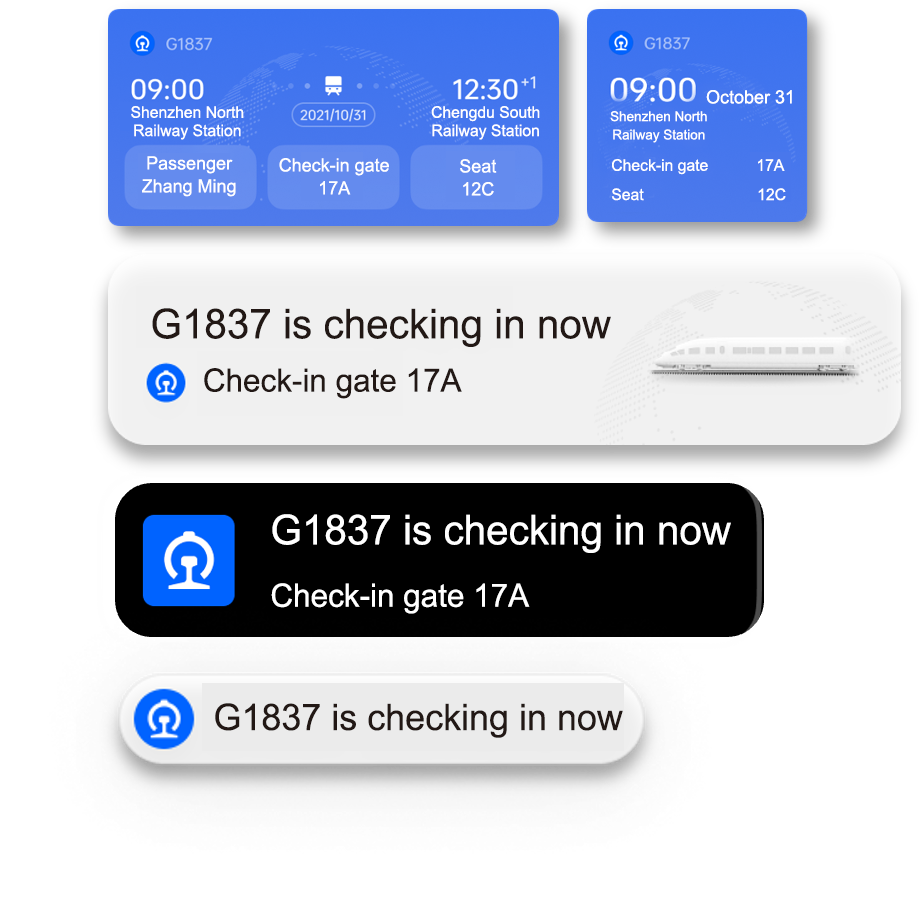 G1837
09:00
12:30+1
2021/10/31
Shenzhen North
Railway Station
Chengdu South
Railway Station
Passenger
Zhang Ming
Check-in gate
17A
Seat
12C
G1837
09:00 October 31
Shenzhen North
Railway Station
Check-in gate 17A
Seat 12C
G1837 is checking in now
Check-in gate 17A
G1837 is checking in now
Check-in gate 17A
G1837 is checking in now